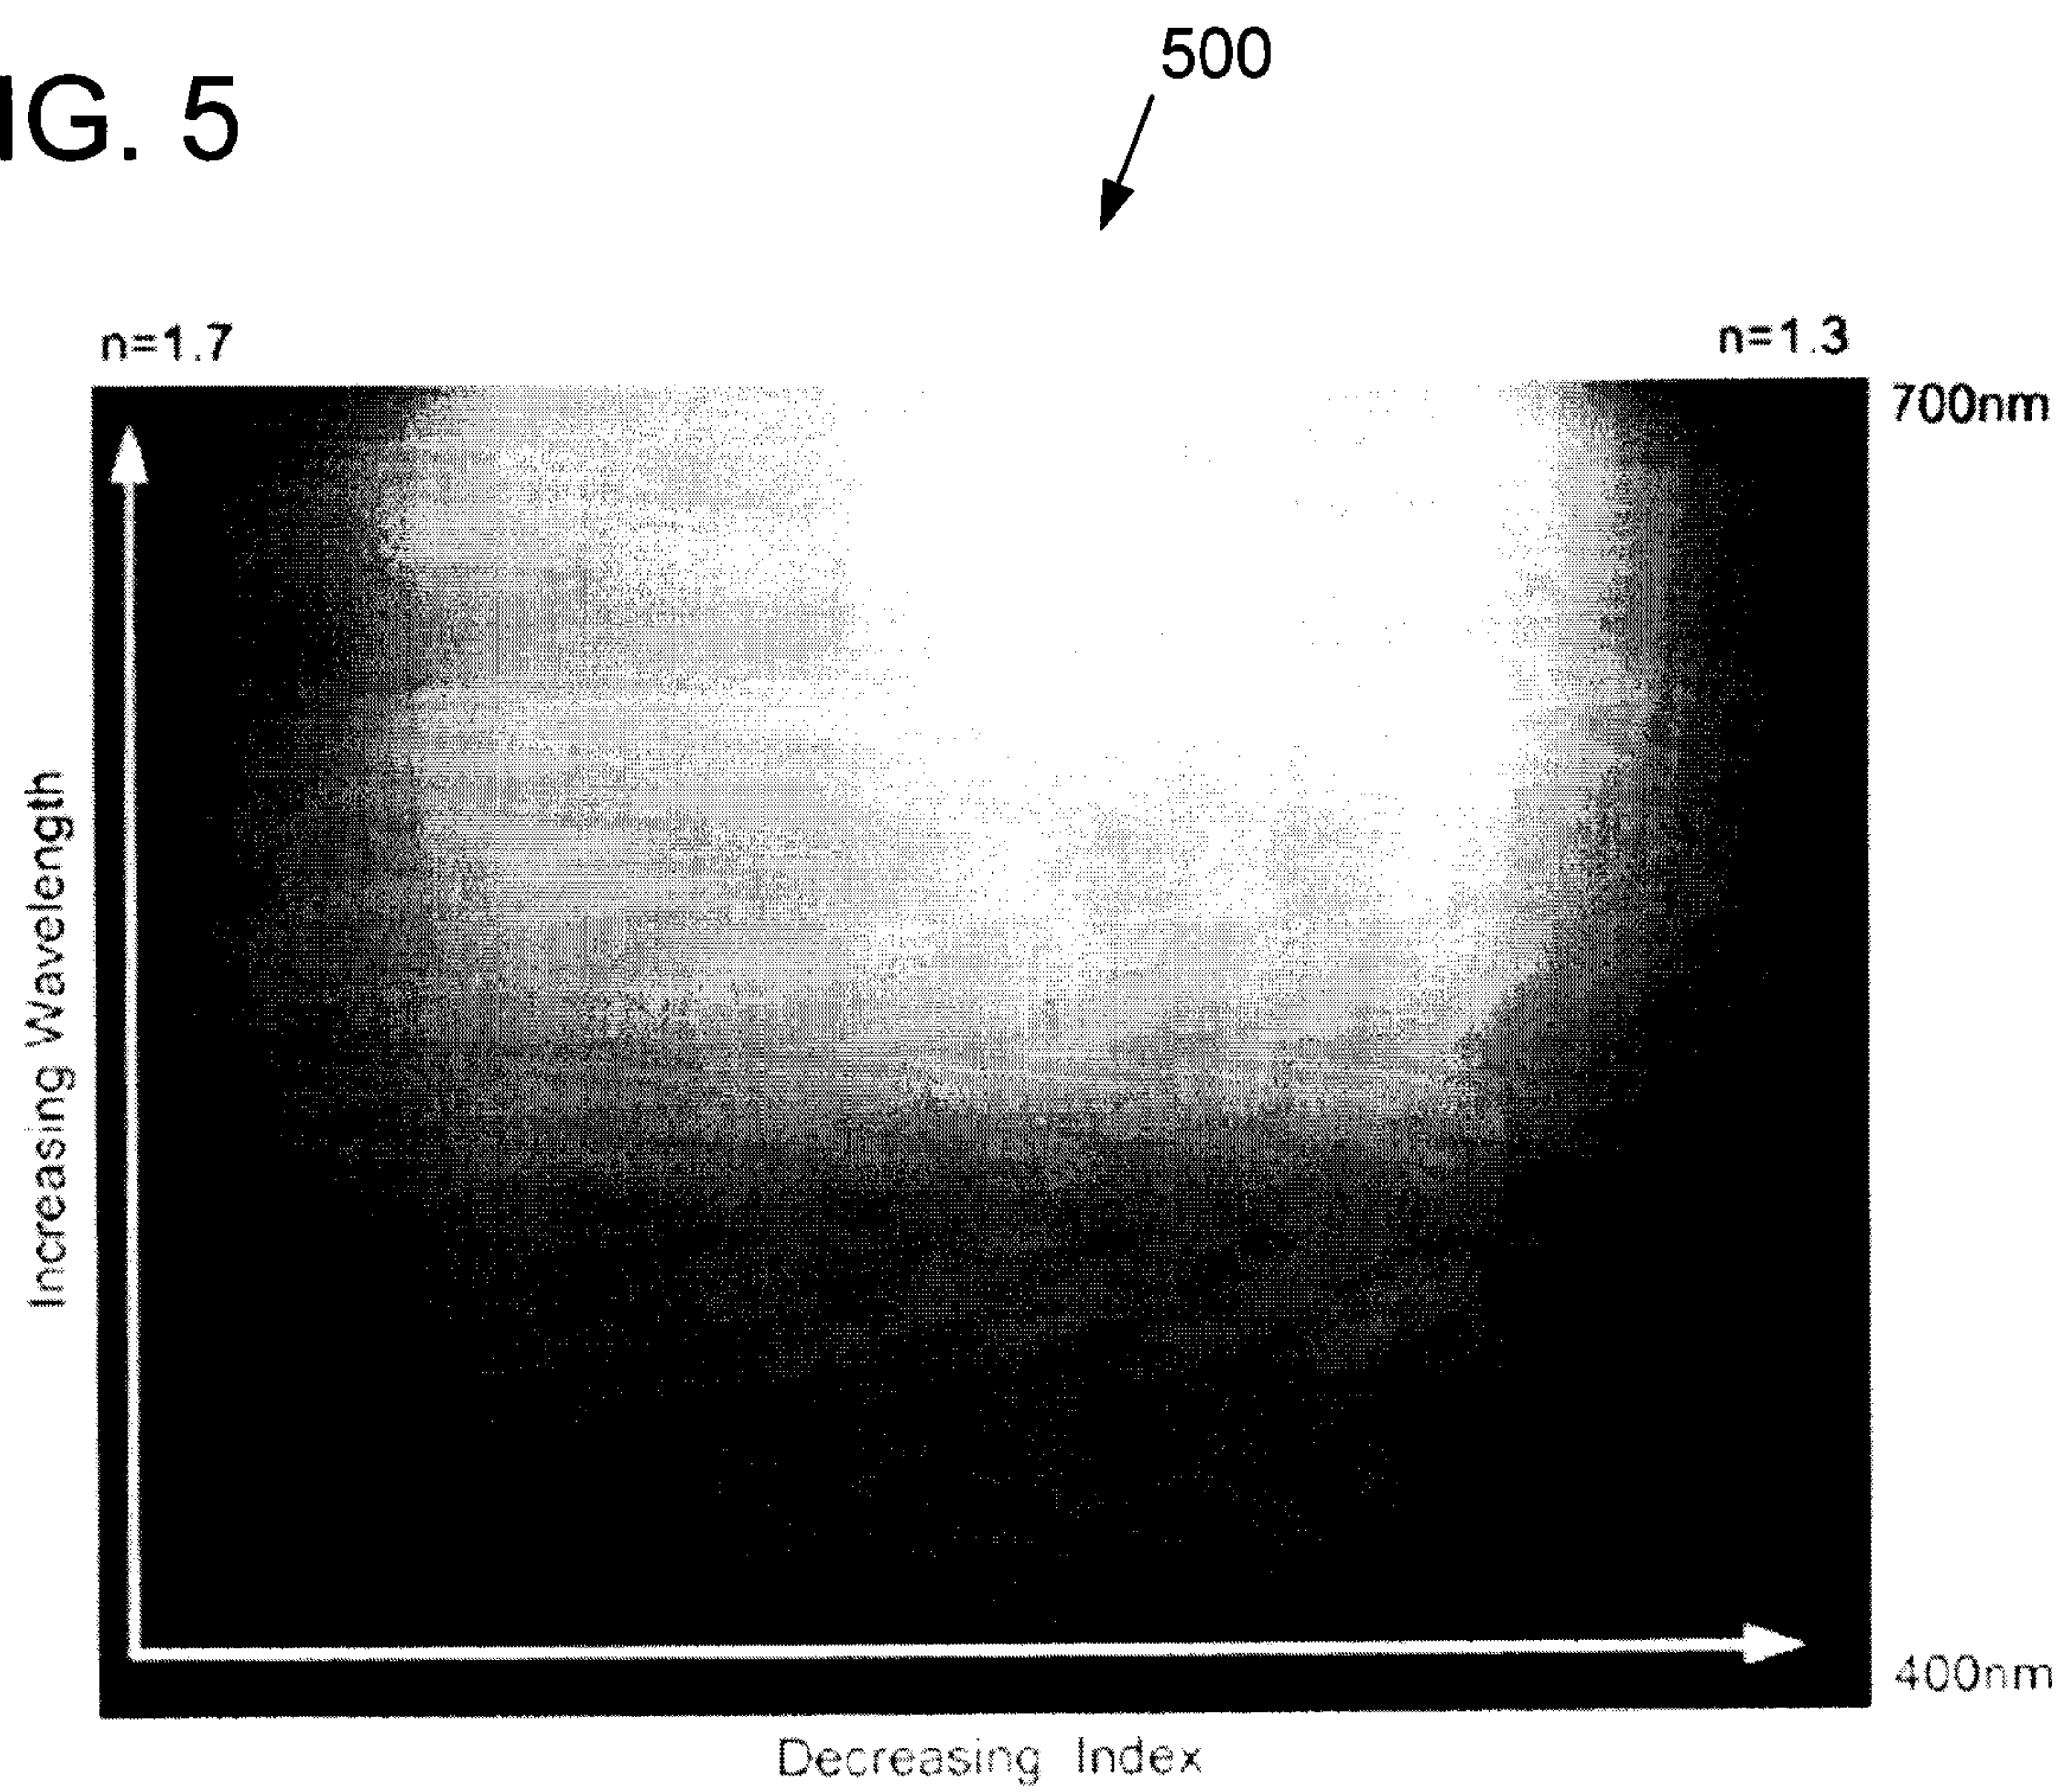 IG. 5
500
n=1.7
n=1.3
700nm
Increasing Wavelength
400nm
Decreasing Index